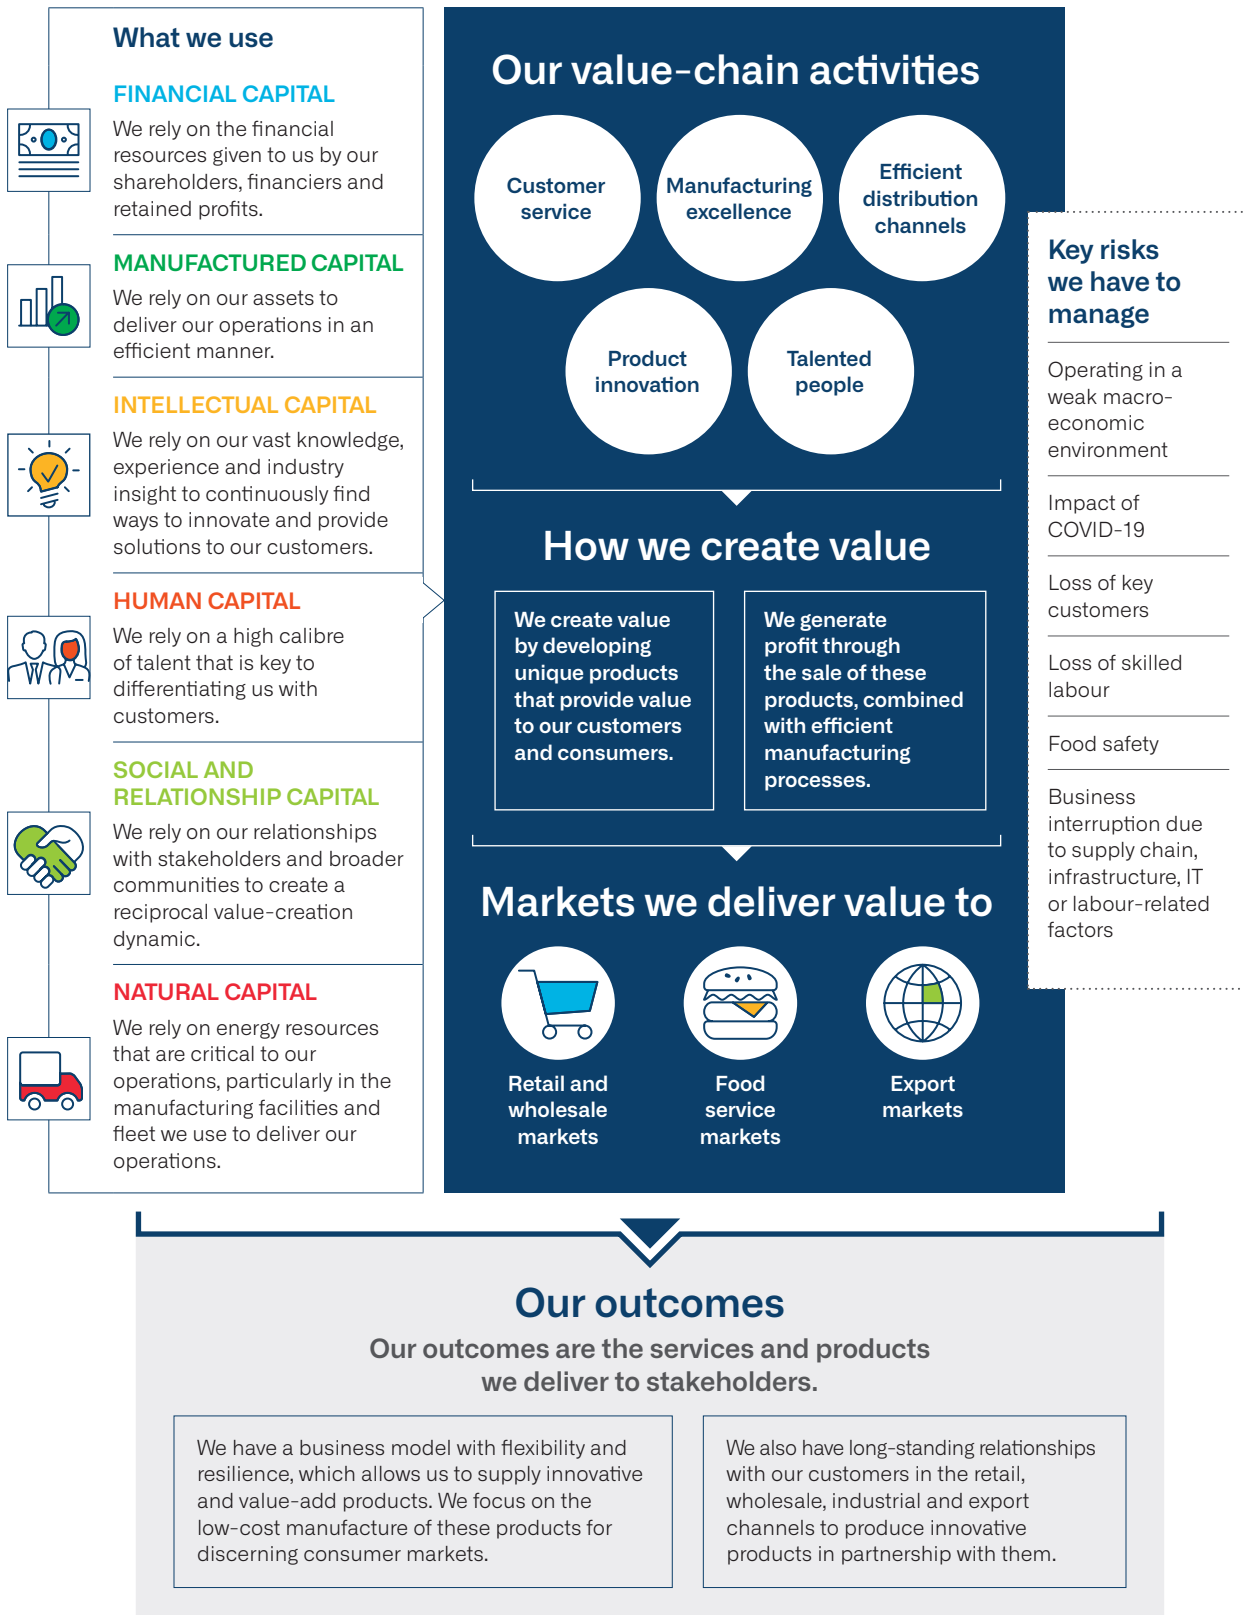 What we use
FINANCIAL CAPITAL
We rely on the financial
resources given to us by our
shareholders, financiers and
retained profits.
MANUFACTURED CAPITAL
We rely on our assets to
deliver our operations in an
efficient manner.
INTELLECTUAL CAPITAL
We rely on our vast knowledge,
experience and industry
insight to continuously find
ways to innovate and provide
solutions to our customers.
HUMAN CAPITAL
We rely on a high calibre
of talent that is key to
differentiating us with
customers.
SOCIAL AND
RELATIONSHIP CAPITAL
We rely on our relationships
with stakeholders and broader
communities to create a
reciprocal value-creation
dynamic.
NATURAL CAPITAL
We rely on energy resources
that are critical to our
operations, particularly in the
manufacturing facilities and
fleet we use to deliver our
operations.
Our value-chain activities
Customer
service
Manufacturing
excellence
Efficient
distribution
channels
Product
innovation
Talented
people
How we create value
We create value
by developing
unique products
that provide value
to our customers
and consumers.
We generate
profit through
the sale of these
products, combined
with efficient
manufacturing
processes.
Markets we deliver value to
Retail and
wholesale
markets
Food
service
markets
Export
markets
Key risks
we have to
manage
Operating in a
weak macro-
economic
environment
Impact of
COVID-19
Loss of key
customers
Loss of skilled
labour
Food safety
Business
interruption due
to supply chain,
infrastructure, IT
or labour-related
factors
Our outcomes
Our outcomes are the services and products
we deliver to stakeholders.
We have a business model with flexibility and
resilience, which allows us to supply innovative
and value-add products. We focus on the
low-cost manufacture of these products for
discerning consumer markets.
We also have long-standing relationships
with our customers in the retail,
wholesale, industrial and export
channels to produce innovative
products in partnership with them.